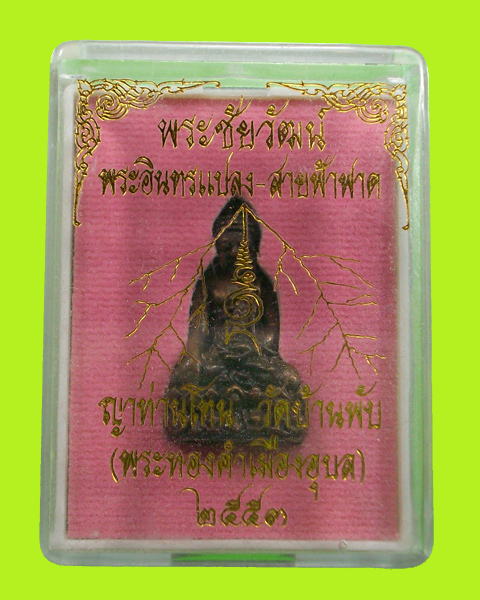 พระชัยวัฒน์
พระอินทรแปลง-สายฟ้าฟาด
ญาท่านโทน วัดบ้านพับ
(พระทองคำเมืองอุบล)
๒๕๕๓